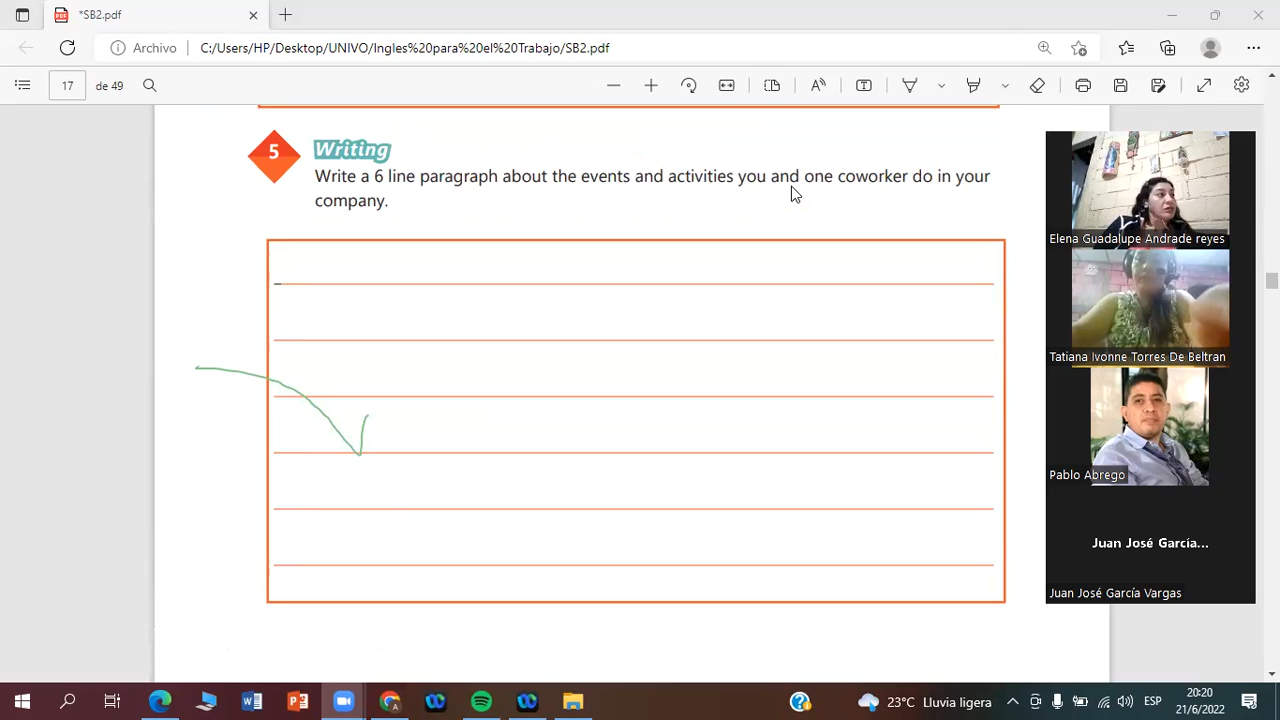 *SB2.pdf
Archivo
C:/Users/HP/Desktop/UNIVO/Ingles%20para%20el%20Trabajo/SB2.pdf
17
de 49
5
Writing
Write a 6 line paragraph about the events and activities you and one coworker do in your
company.
Elena Guadalupe Andrade reyes
Tatiana Ivonne Torres De Beltran
Pablo Abrego
Juan José García...
Juan José García Vargas
23°C Lluvia ligera
ESP
20:20
21/6/2022